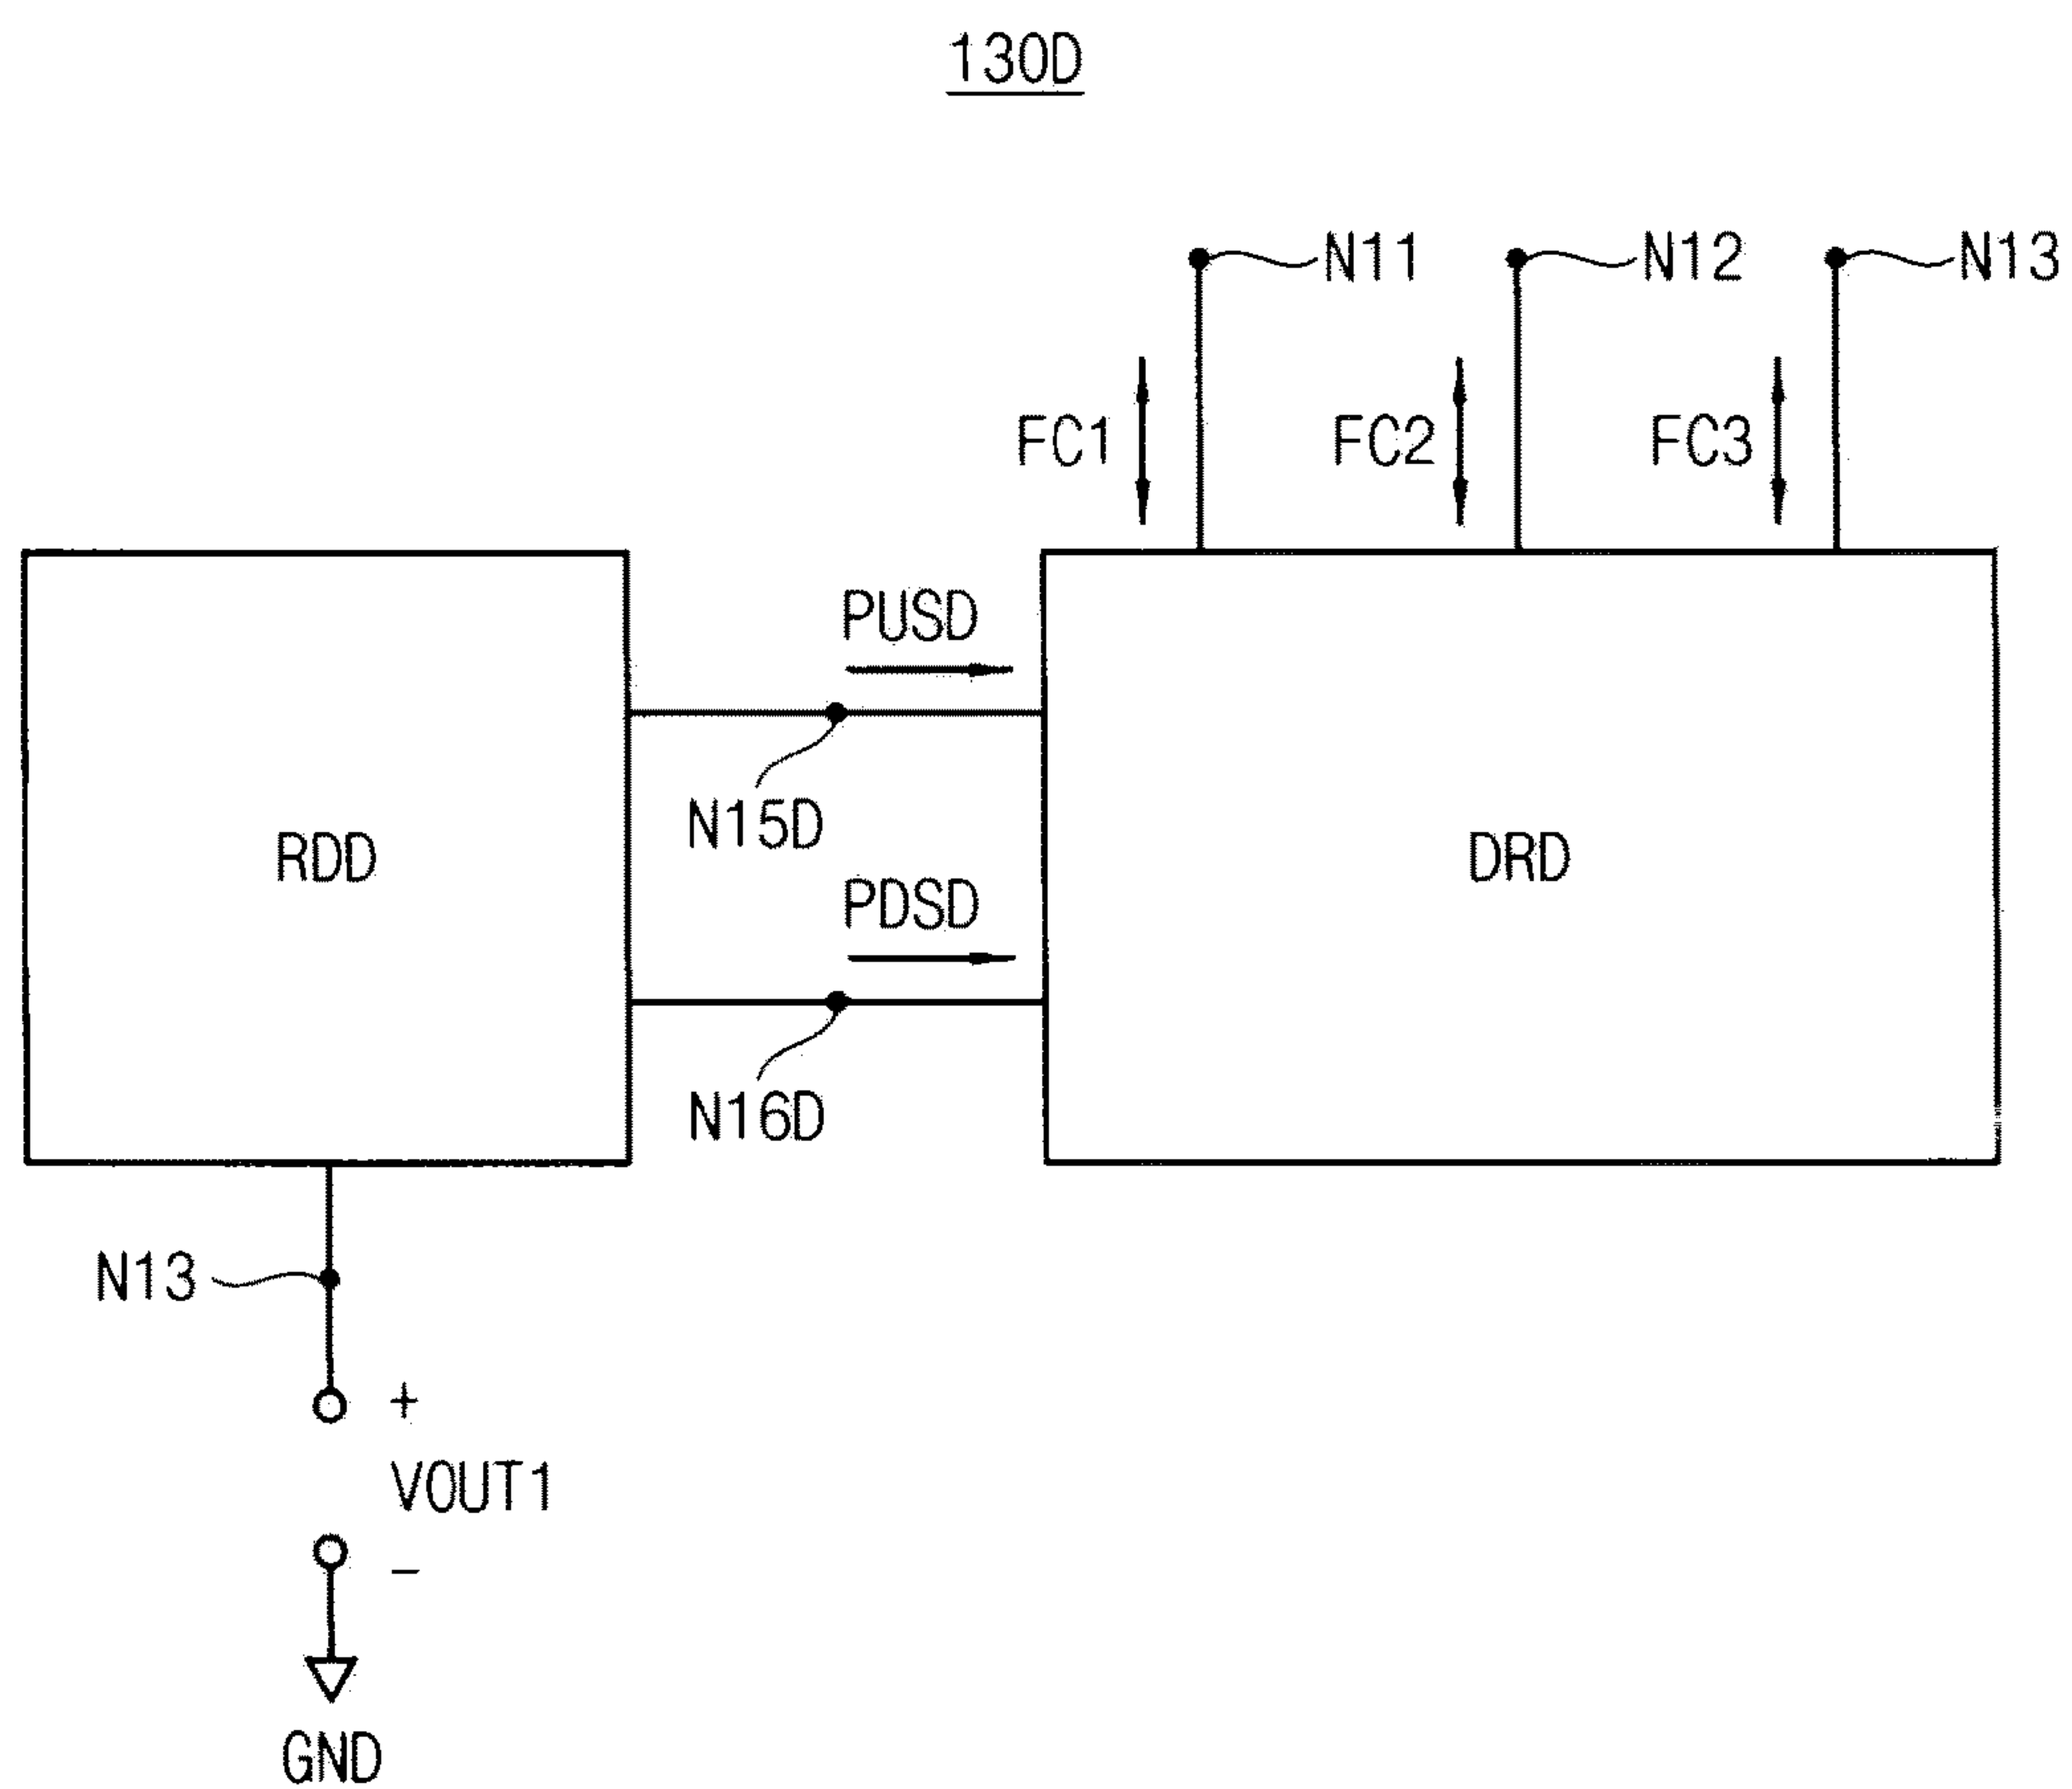 130D
N11 N12 N13
FC1 FC2 FC3
PUSD
N15D
RDD DRD
PDSD
N16D
N13
+
VOUT1
−
GND